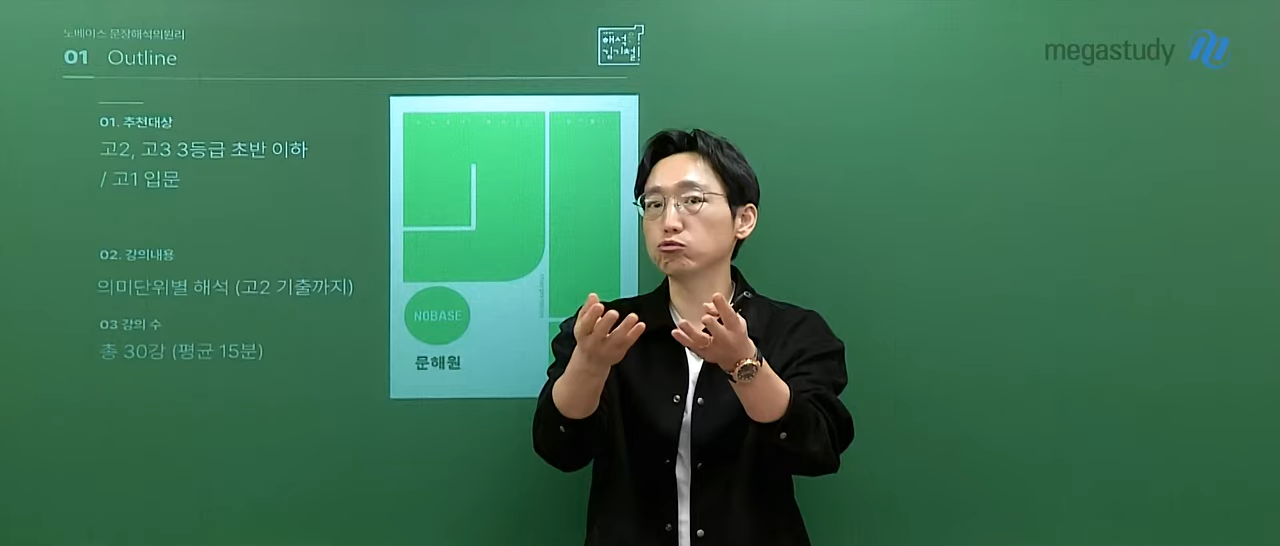 노베이스 문장해석의원리
01 Outline
해석은!
김기철
megastudy
01. 추천대상
고2, 고3 3등급 초반 이하
/ 고1 입문
02. 강의내용
의미단위별 해석 (고2 기출까지)
03 강의 수
총 30강 (평균 15분)
NOBASE
문해원